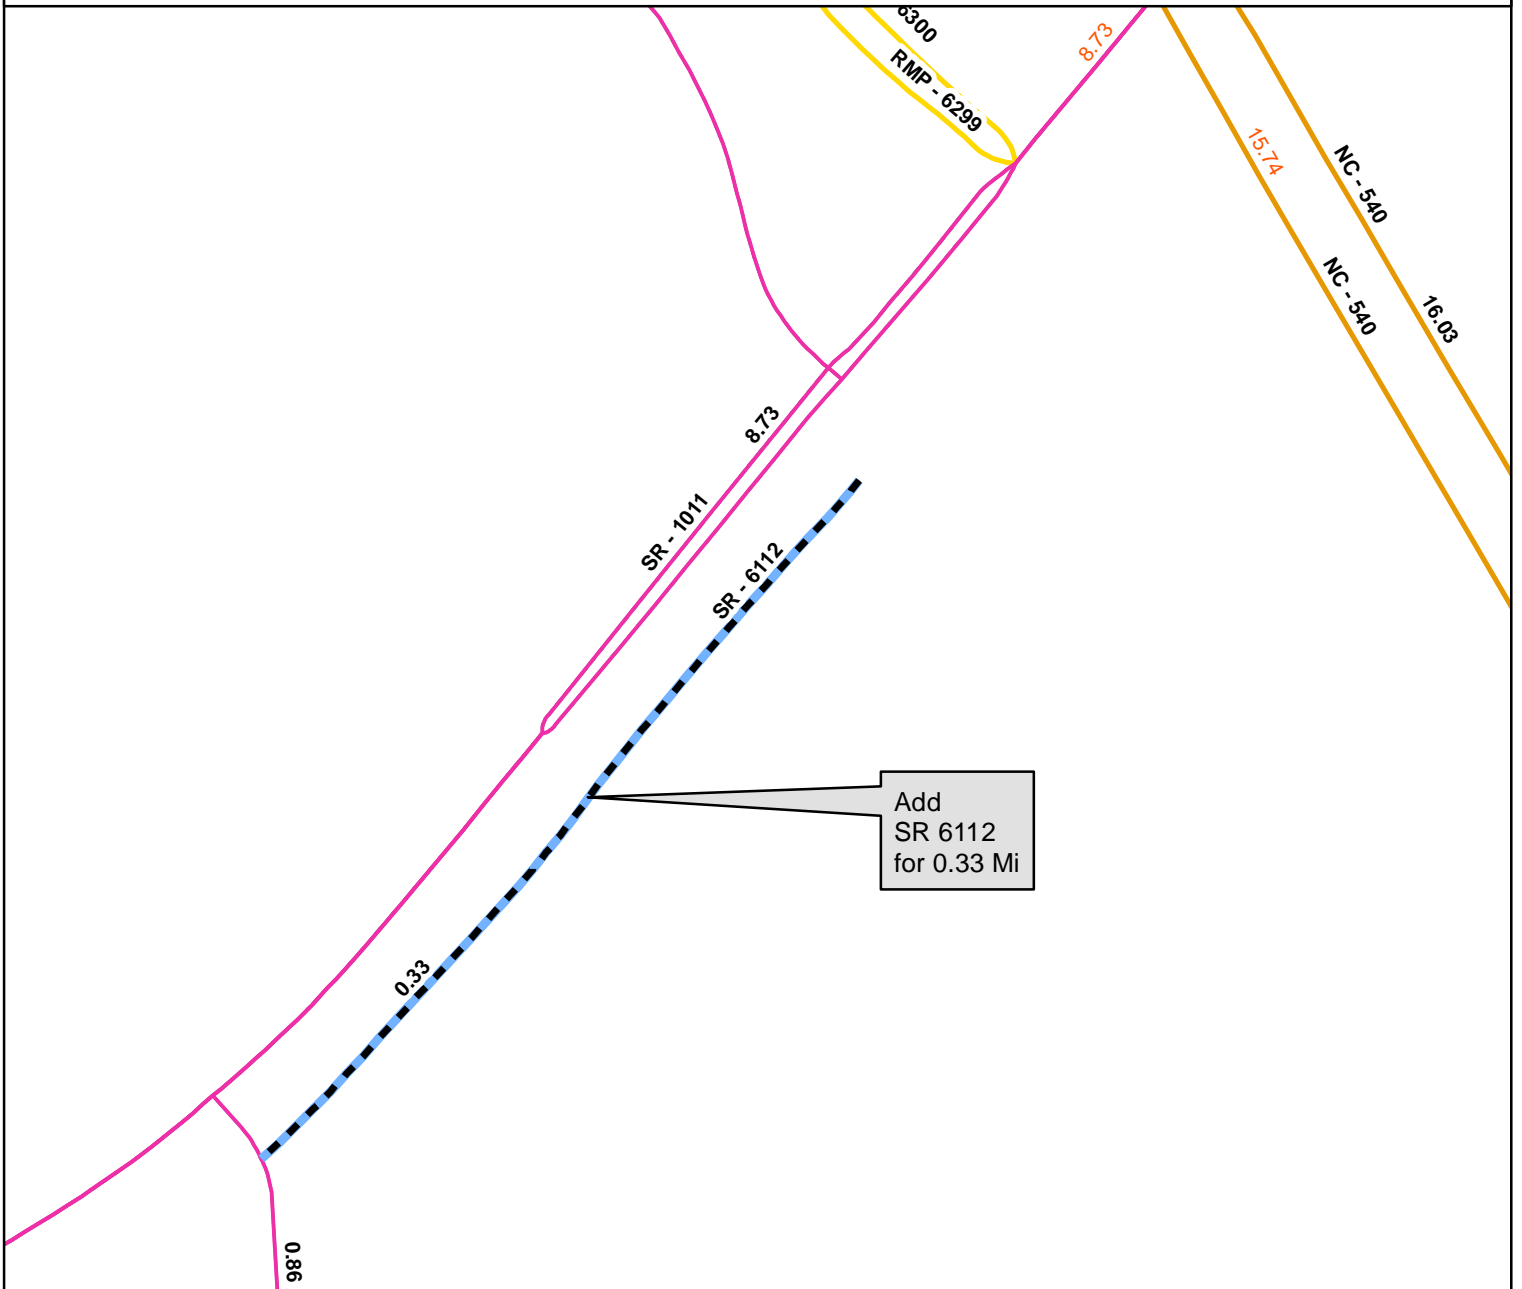 6300
RMP - 6299
8.73
15.74
NC - 540
NC - 540
16.03
8.73
SR - 1011
SR - 6112
Add
SR 6112
for 0.33 Mi
0.33
0.86